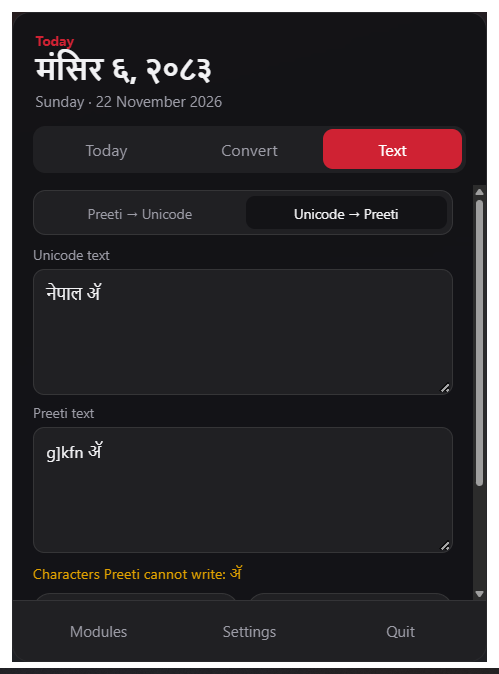 Today
मंसिर ६, २०८३
Sunday · 22 November 2026
Today Convert Text
Preeti → Unicode Unicode → Preeti
Unicode text
नेपाल ॲ
Preeti text
g]kfn ॲ
Characters Preeti cannot write: ॲ
Modules Settings Quit